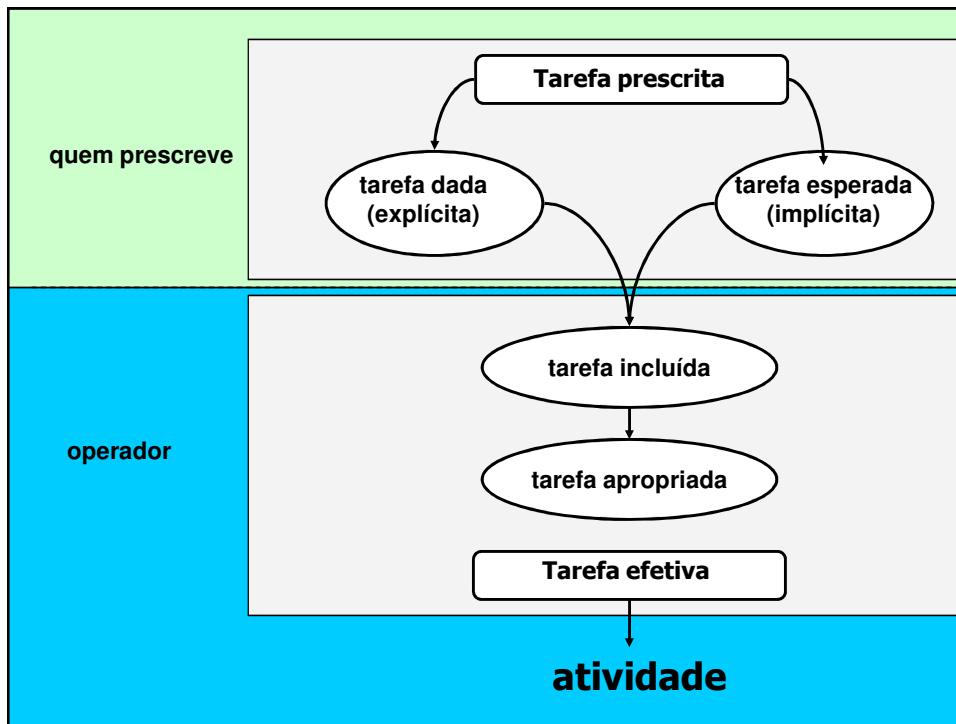 Tarefa prescrita
quem prescreve
tarefa dada
(explícita)
tarefa esperada
(implícita)
tarefa incluída
operador
tarefa apropriada
Tarefa efetiva
atividade